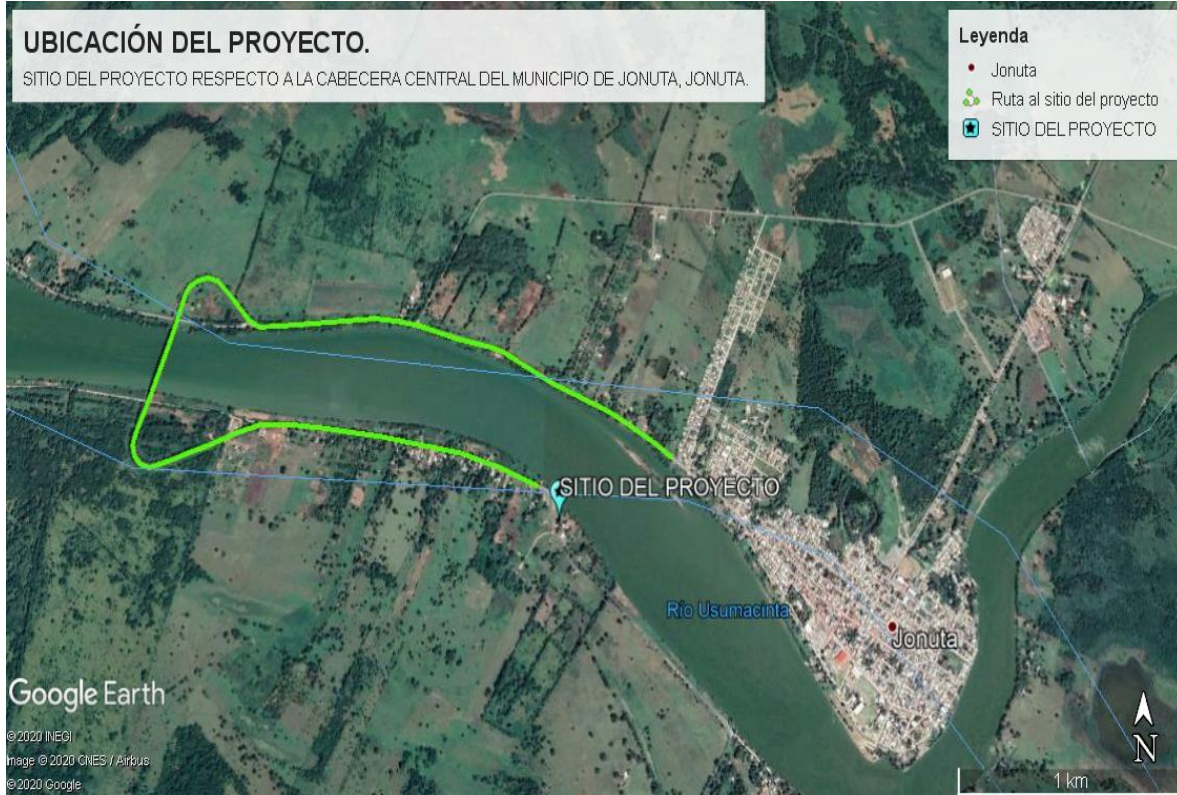 UBICACIÓN DEL PROYECTO.
SITIO DEL PROYECTO RESPECTO A LA CABECERA CENTRAL DEL MUNICIPIO DE JONUTA, JONUTA.
Leyenda
Jonuta
Ruta al sitio del proyecto
SITIO DEL PROYECTO
SITIO DEL PROYECTO
Río Usumacinta
Jonuta
Google Earth
© 2020 INEGI
mage © 2020 CNES / Airbus
© 2020 Google
N
1 km